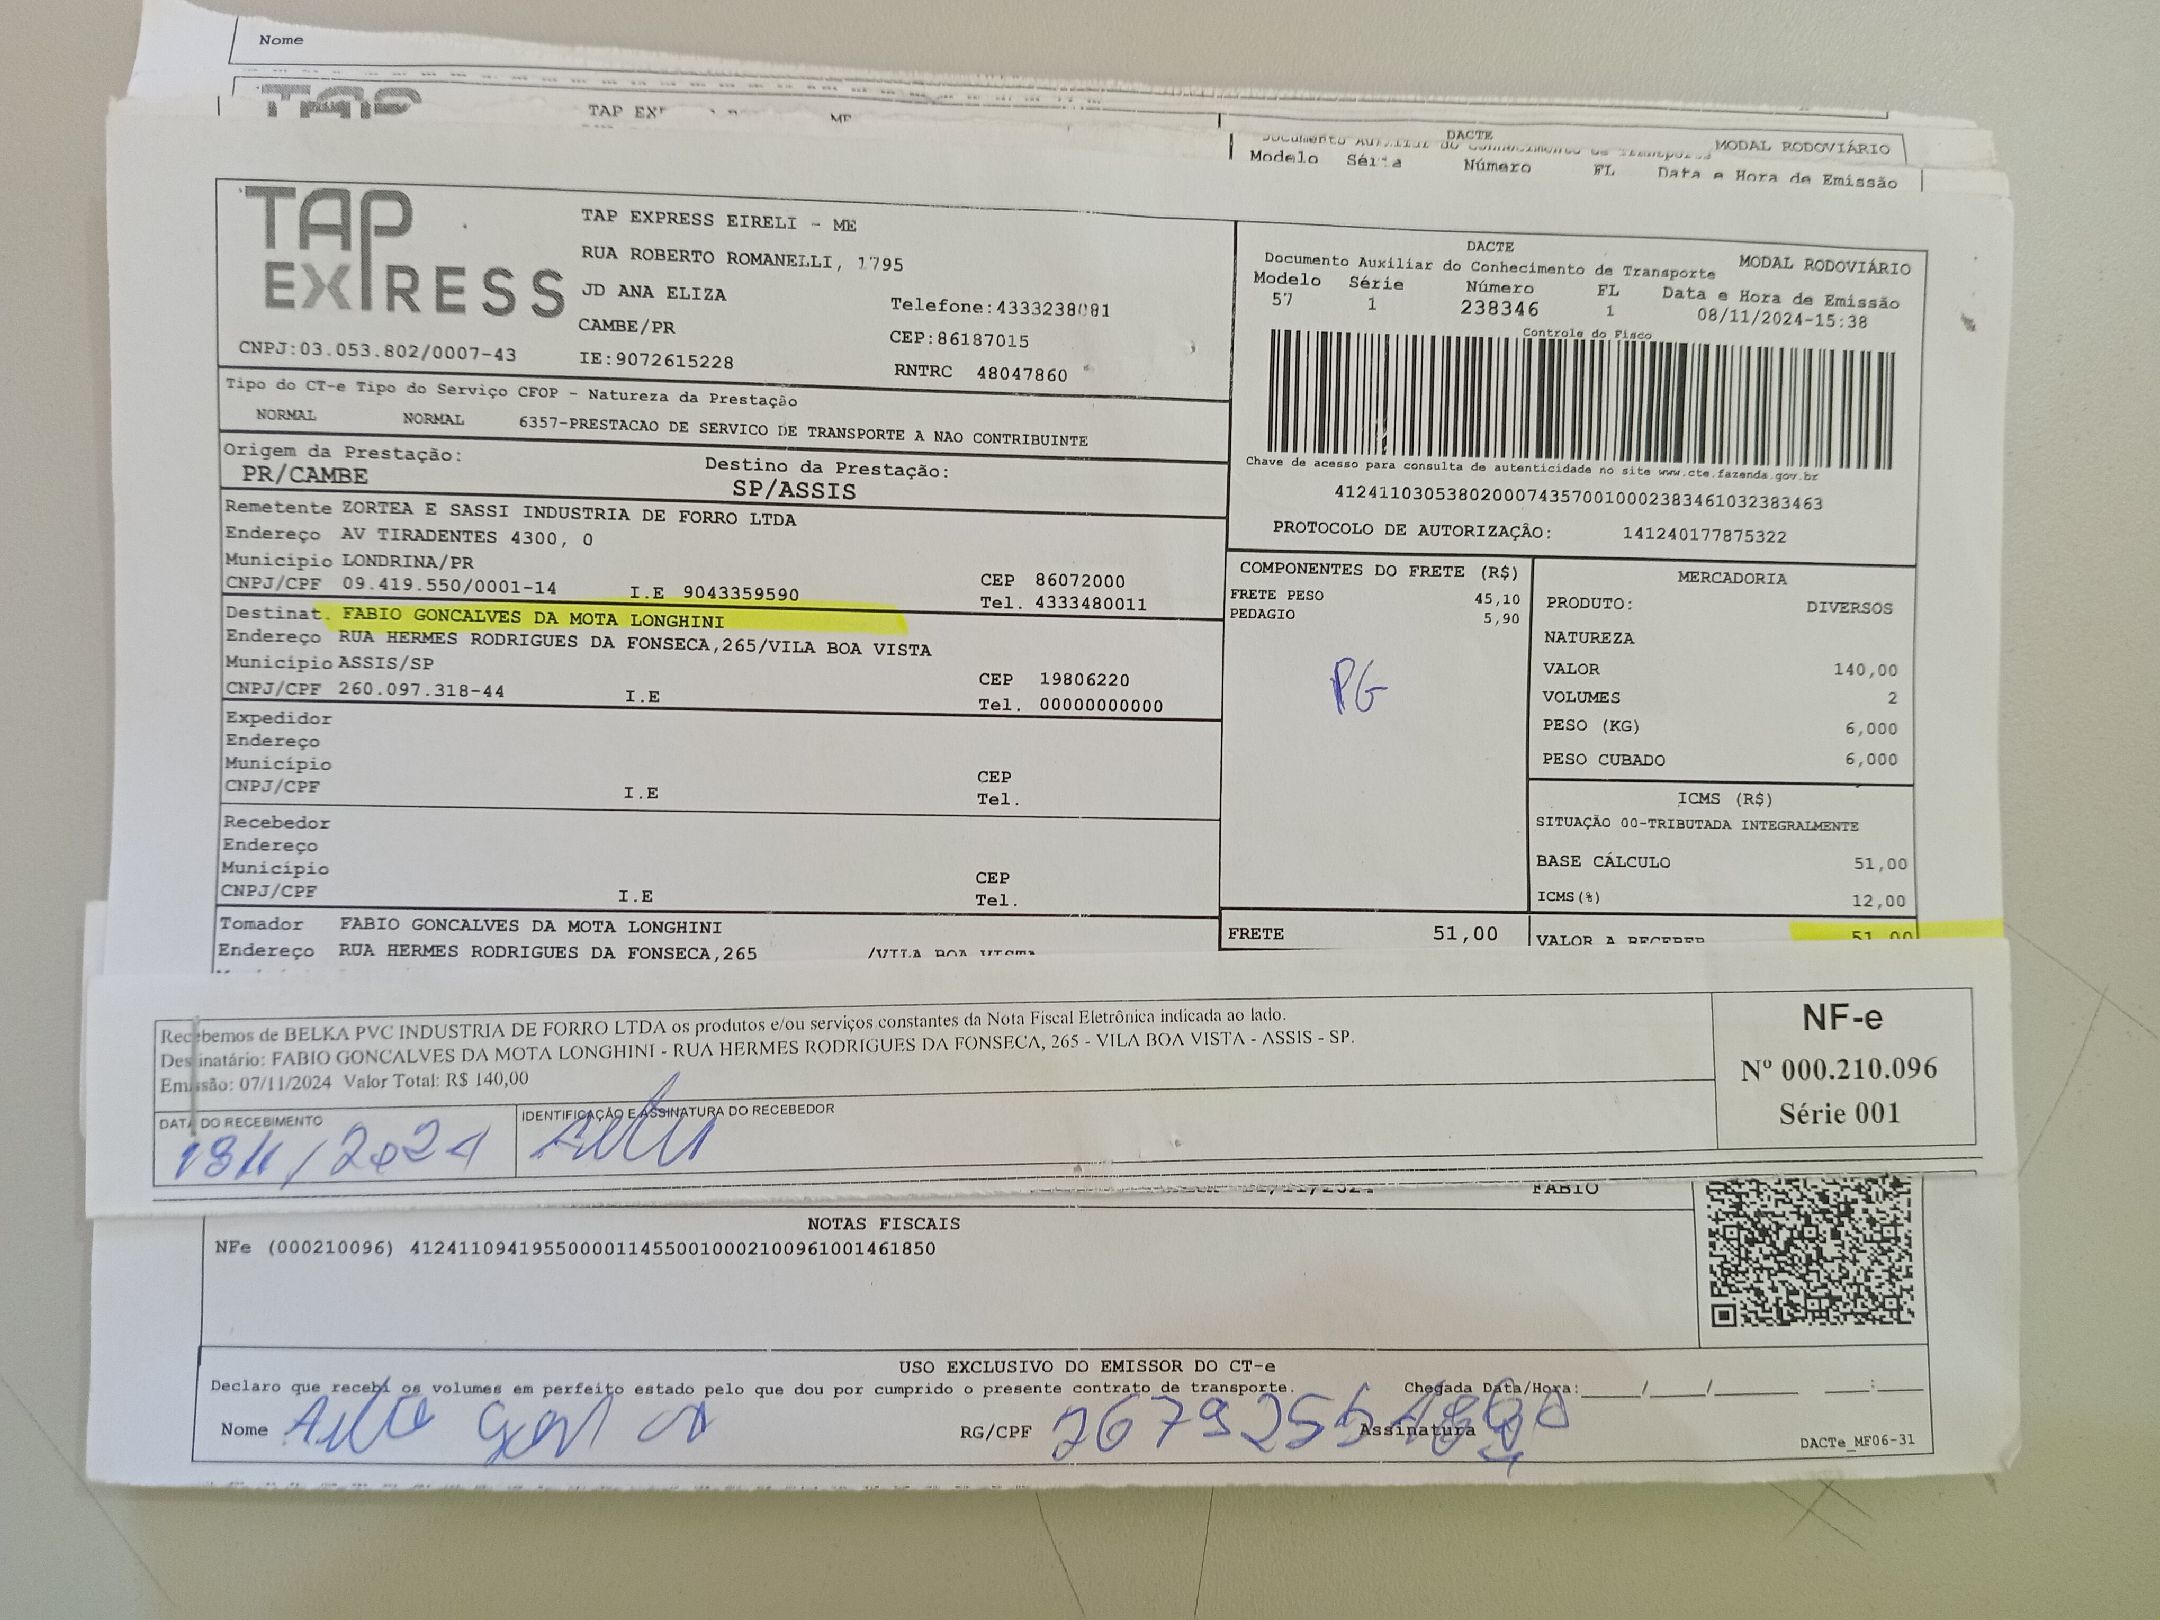 Nome
TAP
DACTE
MODAL RODOVIÁRIO
Modelo Número FL Data e Hora de Emissão
TAP EXPRESS
TAP EXPRESS EIRELI - ME
RUA ROBERTO ROMANELLI, 1795
JD ANA ELIZA
Telefone:4333238081
CAMBE/PR
CEP:86187015
CNPJ:03.053.802/0007-43
IE:9072615228
RNTRC 48047860
DACTE
Documento Auxiliar do Conhecimento de Transporte
MODAL RODOVIÁRIO
Modelo Série Número FL Data e Hora de Emissão
57 1 238346 1 08/11/2024-15:38
Controle do Fisco
Chave de acesso para consulta de autenticidade no site www.cte.fazenda.gov.br
41241103053802000743570010002383461032383463
PROTOCOLO DE AUTORIZAÇÃO: 141240177875322
Tipo do CT-e Tipo do Serviço CFOP - Natureza da Prestação
NORMAL NORMAL 6357-PRESTACAO DE SERVICO DE TRANSPORTE A NAO CONTRIBUINTE
Origem da Prestação:
PR/CAMBE
Destino da Prestação:
SP/ASSIS
Remetente ZORTEA E SASSI INDUSTRIA DE FORRO LTDA
Endereço AV TIRADENTES 4300, 0
Município LONDRINA/PR
CEP 86072000
CNPJ/CPF 09.419.550/0001-14 I.E 9043359590 Tel. 4333480011
Destinat. FABIO GONCALVES DA MOTA LONGHINI
Endereço RUA HERMES RODRIGUES DA FONSECA,265/VILA BOA VISTA
Município ASSIS/SP
CEP 19806220
CNPJ/CPF 260.097.318-44 I.E Tel. 00000000000
Expedidor
Endereço
Município CEP
CNPJ/CPF I.E Tel.
Recebedor
Endereço
Município CEP
CNPJ/CPF I.E Tel.
Tomador FABIO GONCALVES DA MOTA LONGHINI
Endereço RUA HERMES RODRIGUES DA FONSECA,265 /VILA BOA VISTA
COMPONENTES DO FRETE (R$)
FRETE PESO 45,10
PEDAGIO 5,90
PG
FRETE 51,00
MERCADORIA
PRODUTO: DIVERSOS
NATUREZA
VALOR 140,00
VOLUMES 2
PESO (KG) 6,000
PESO CUBADO 6,000
ICMS (R$)
SITUAÇÃO 00-TRIBUTADA INTEGRALMENTE
BASE CÁLCULO 51,00
ICMS(%) 12,00
VALOR A RECEBER 51,00
Recebemos de BELKA PVC INDUSTRIA DE FORRO LTDA os produtos e/ou serviços constantes da Nota Fiscal Eletrônica indicada ao lado.
Destinatário: FABIO GONCALVES DA MOTA LONGHINI - RUA HERMES RODRIGUES DA FONSECA, 265 - VILA BOA VISTA - ASSIS - SP.
Emissão: 07/11/2024 Valor Total: R$ 140,00
DATA DO RECEBIMENTO
IDENTIFICAÇÃO E ASSINATURA DO RECEBEDOR
NF-e
Nº 000.210.096
Série 001
FABIO
NOTAS FISCAIS
NFe (000210096) 41241109419550000114550010002100961001461850
USO EXCLUSIVO DO EMISSOR DO CT-e
Declaro que recebi os volumes em perfeito estado pelo que dou por cumprido o presente contrato de transporte.
Chegada Data/Hora:____/____/______ ___:___
Nome
RG/CPF
Assinatura
DACTe_MF06-31